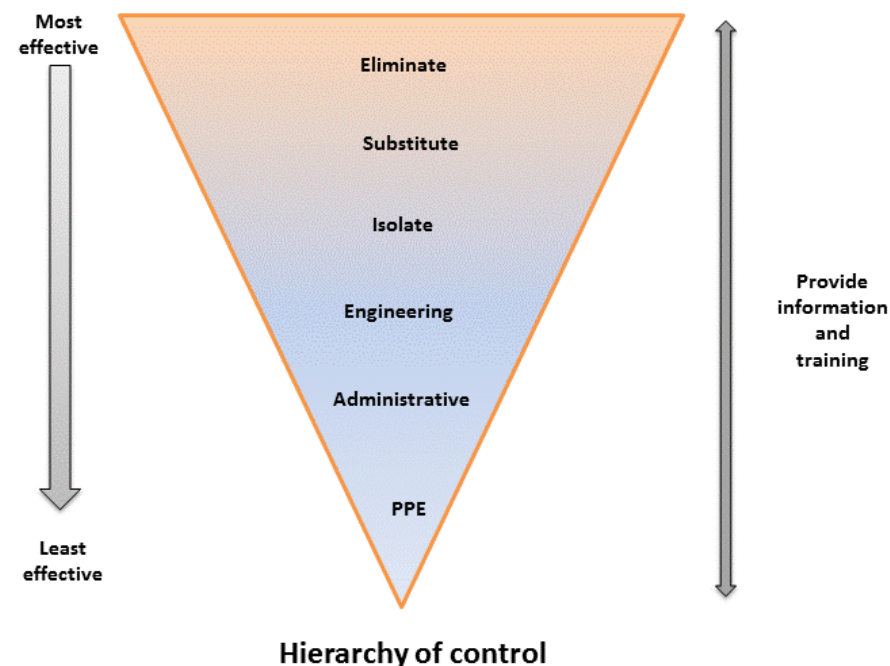 Most
effective
Eliminate
Substitute
Isolate
Engineering
Administrative
PPE
Least
effective
Provide
information
and
training
Hierarchy of control